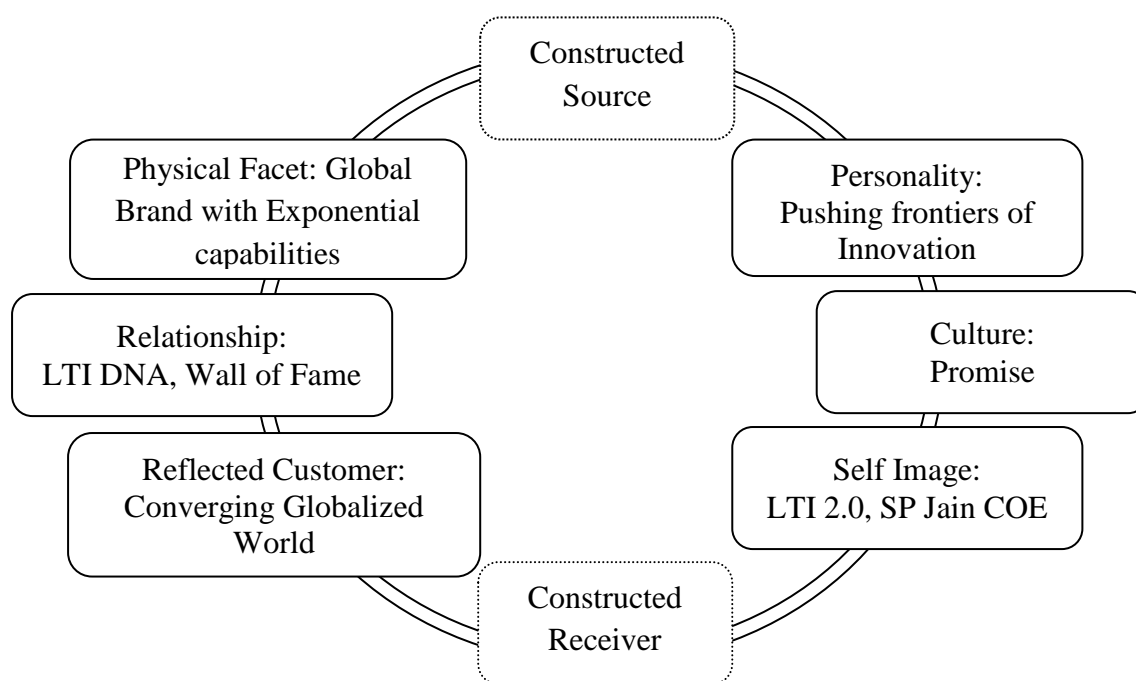 Constructed
Source
Physical Facet: Global
Brand with Exponential
capabilities
Personality:
Pushing frontiers of
Innovation
Relationship:
LTI DNA, Wall of Fame
Culture:
Promise
Reflected Customer:
Converging Globalized
World
Self Image:
LTI 2.0, SP Jain COE
Constructed
Receiver